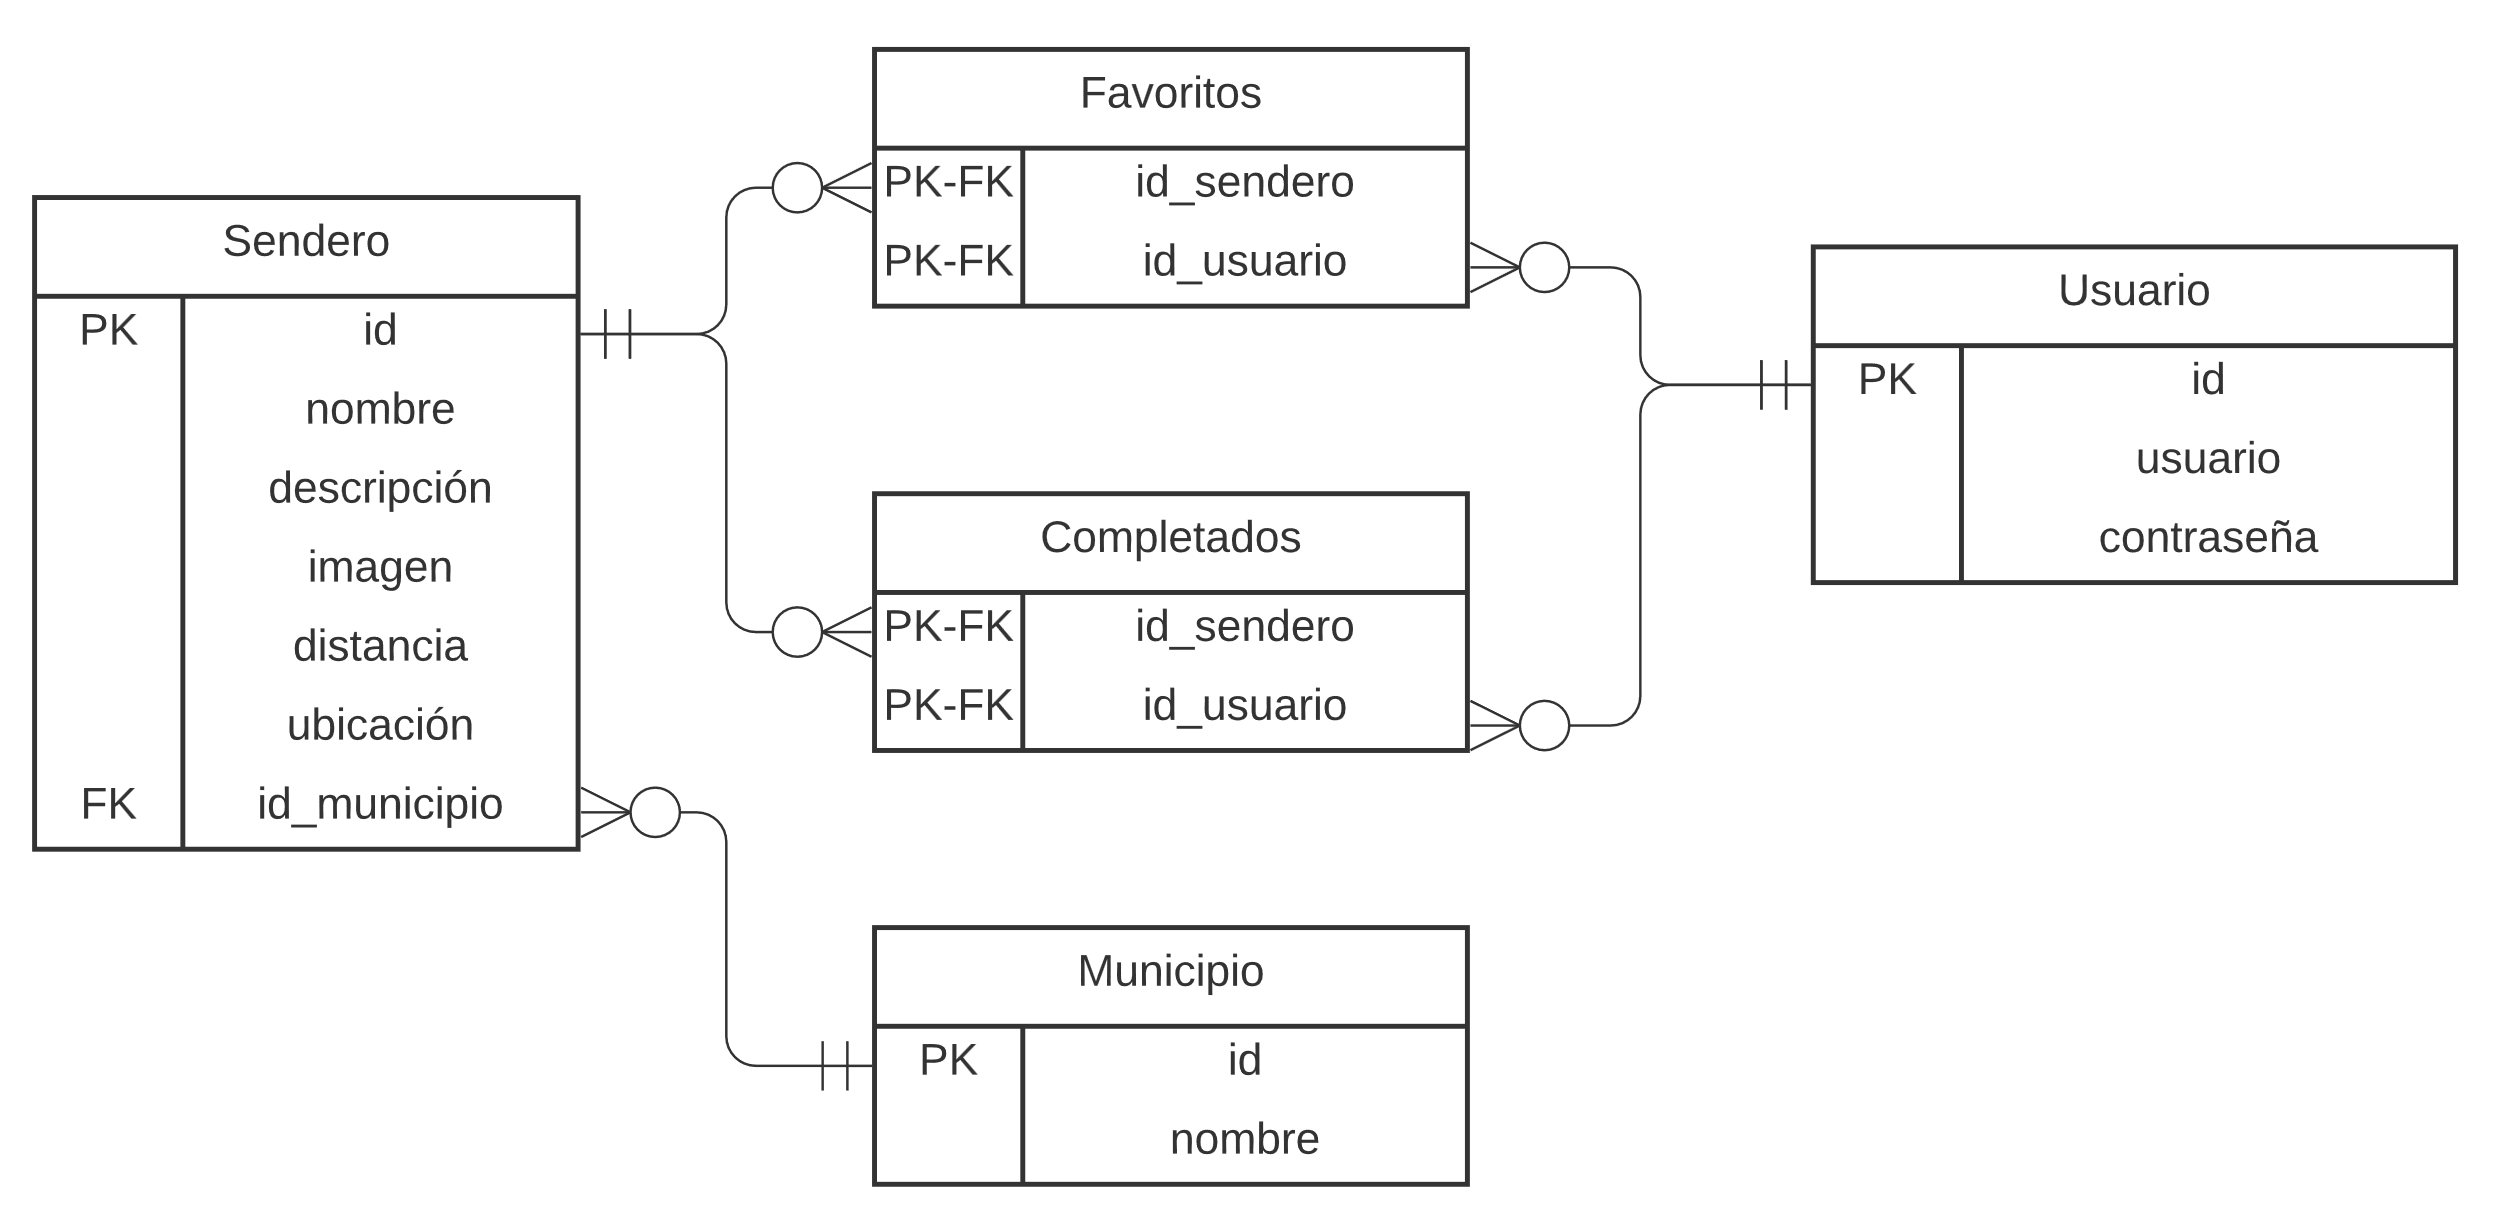 Favoritos
PK-FK id_sendero
PK-FK id_usuario
Sendero
PK id
nombre
descripción
imagen
distancia
ubicación
FK id_municipio
Usuario
PK id
usuario
contraseña
Completados
PK-FK id_sendero
PK-FK id_usuario
Municipio
PK id
nombre